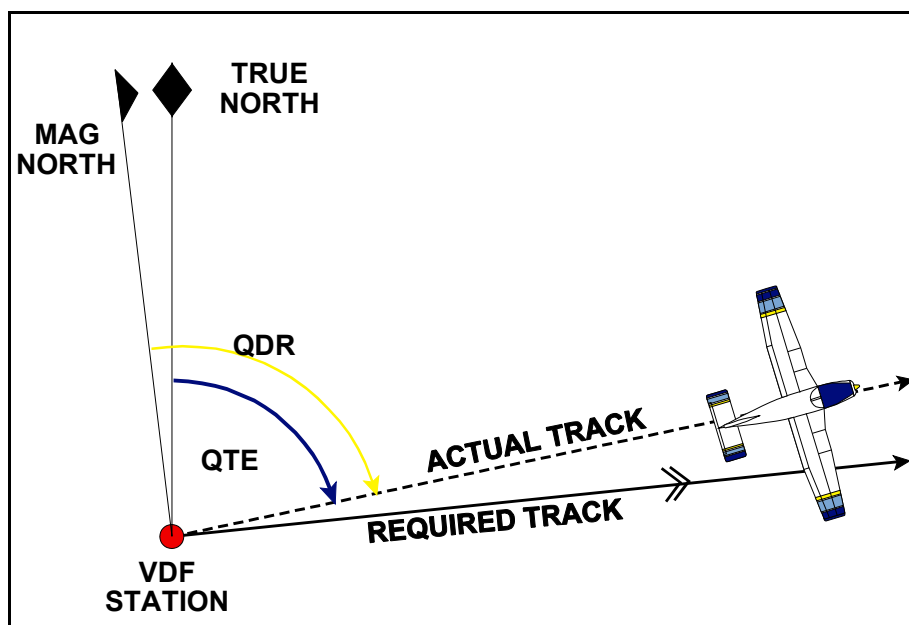 TRUE
NORTH
MAG
NORTH
QDR
QTE
ACTUAL TRACK
REQUIRED TRACK
VDF
STATION